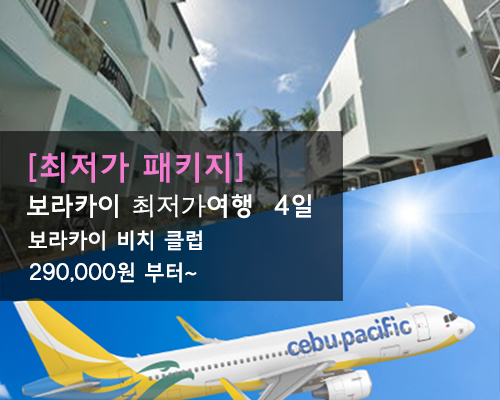 [최저가 패키지]
보라카이 최저가여행 4일
보라카이 비치 클럽
290,000원 부터~
cebu pacific